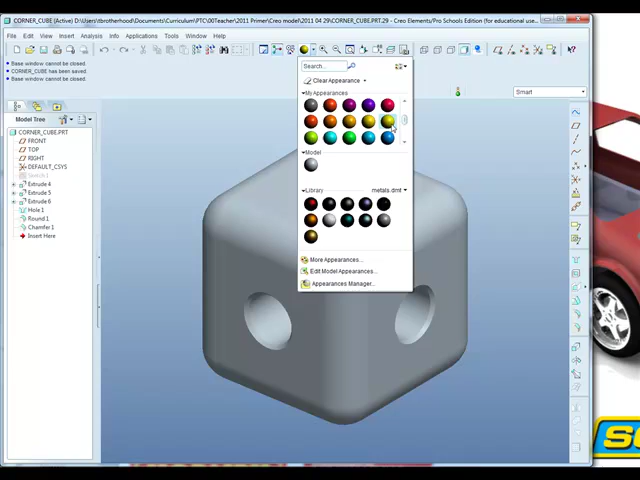 CORNER_CUBE (Active) D:\Users\tbrotherhood\Documents\Curriculum\PTC\00Teacher\2011 Primer\Creo model\2011 04 29\CORNER_CUBE.PRT.29 - Creo Elements/Pro Schools Edition (for educational use...
File Edit View Insert Analysis Info Applications Tools Window Help
Base window cannot be closed.
CORNER_CUBE has been saved.
Base window cannot be closed.
Smart
Search...
Clear Appearance
My Appearances
Model
Library metals.dmt
More Appearances...
Edit Model Appearances...
Appearances Manager...
Model Tree
CORNER_CUBE.PRT
FRONT
TOP
RIGHT
DEFAULT_CSYS
Sketch 1
Extrude 4
Extrude 5
Extrude 6
Hole 1
Round 1
Chamfer 1
Insert Here